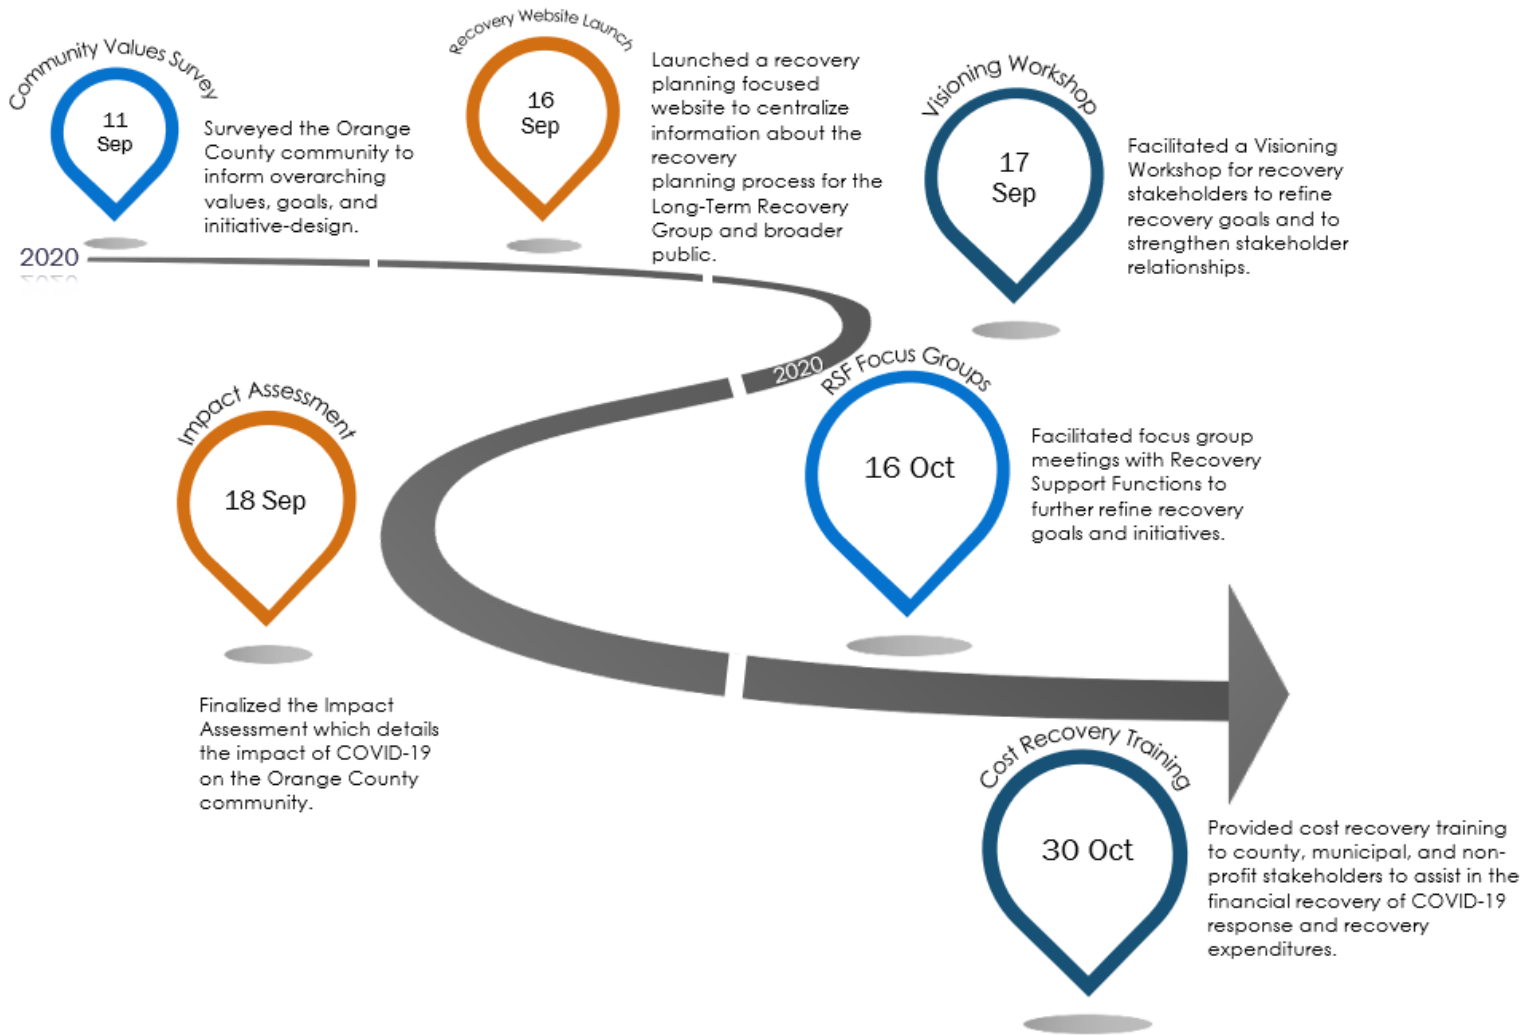 Community Values Survey
11
Sep
Surveyed the Orange
County community to
inform overarching
values, goals, and
initiative-design.
Recovery Website Launch
16
Sep
Launched a recovery
planning focused
website to centralize
information about the
recovery
planning process for the
Long-Term Recovery
Group and broader
public.
Visioning Workshop
17
Sep
Facilitated a Visioning
Workshop for recovery
stakeholders to refine
recovery goals and to
strengthen stakeholder
relationships.
2020
2020
Impact Assessment
18 Sep
Finalized the Impact
Assessment which details
the impact of COVID-19
on the Orange County
community.
RSF Focus Groups
16 Oct
Facilitated focus group
meetings with Recovery
Support Functions to
further refine recovery
goals and initiatives.
Cost Recovery Training
30 Oct
Provided cost recovery training
to county, municipal, and non-
profit stakeholders to assist in the
financial recovery of COVID-19
response and recovery
expenditures.